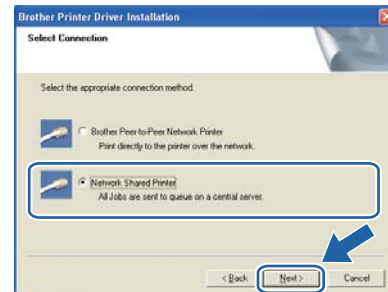 Brother Printer Driver Installation
Select Connection
Select the appropriate connection method.
Brother Peer-to-Peer Network Printer
Print directly to the printer over the network.
Network Shared Printer
All Jobs are sent to queue on a central server.
< Back
Next >
Cancel